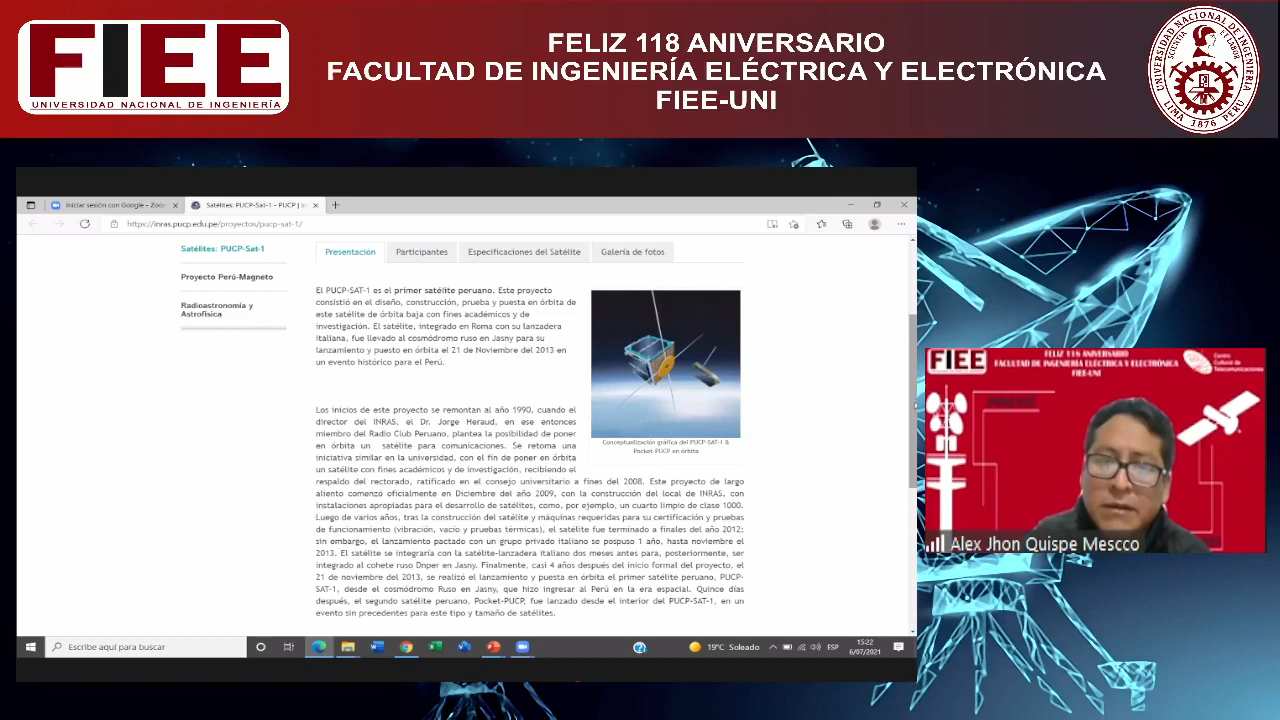 FIEE
UNIVERSIDAD NACIONAL DE INGENIERÍA
FELIZ 118 ANIVERSARIO
FACULTAD DE INGENIERÍA ELÉCTRICA Y ELECTRÓNICA
FIEE-UNI
UNIVERSIDAD NACIONAL DE INGENIERIA
SCIENTIA ET LABOR
LIMA 1876 PERU
Iniciar sesión con Google - Zoo
Satélites: PUCP-Sat-1 - PUCP | In
https://inras.pucp.edu.pe/proyectos/pucp-sat-1/
Satélites: PUCP-Sat-1
Proyecto Perú-Magneto
Radioastronomía y
Astrofísica
Presentación
Participantes
Especificaciones del Satélite
Galería de fotos
El PUCP-SAT-1 es el primer satélite peruano. Este proyecto
consistió en el diseño, construcción, prueba y puesta en órbita de
este satélite de órbita baja con fines académicos y de
investigación. El satélite, integrado en Roma con su lanzadera
italiana, fue llevado al cosmódromo ruso en Jasny para su
lanzamiento y puesto en órbita el 21 de Noviembre del 2013 en
un evento histórico para el Perú.
Conceptualización gráfica del PUCP-SAT-1 &
Pocket-PUCP en órbita
Los inicios de este proyecto se remontan al año 1990, cuando el
director del INRAS, el Dr. Jorge Heraud, en ese entonces
miembro del Radio Club Peruano, plantea la posibilidad de poner
en órbita un satélite para comunicaciones. Se retoma una
iniciativa similar en la universidad, con el fin de poner en órbita
un satélite con fines académicos y de investigación, recibiendo el
respaldo del rectorado, ratificado en el consejo universitario a fines del 2008. Este proyecto de largo
aliento comenzó oficialmente en Diciembre del año 2009, con la construcción del local de INRAS, con
instalaciones apropiadas para el desarrollo de satélites, como, por ejemplo, un cuarto limpio de clase 1000.
Luego de varios años, tras la construcción del satélite y máquinas requeridas para su certificación y pruebas
de funcionamiento (vibración, vacío y pruebas térmicas), el satélite fue terminado a finales del año 2012;
sin embargo, el lanzamiento pactado con un grupo privado italiano se pospuso 1 año, hasta noviembre el
2013. El satélite se integraría con la satélite-lanzadera italiano dos meses antes para, posteriormente, ser
integrado al cohete ruso Dnper en Jasny. Finalmente, casi 4 años después del inicio formal del proyecto, el
21 de noviembre del 2013, se realizó el lanzamiento y puesta en órbita el primer satélite peruano, PUCP-
SAT-1, desde el cosmódromo Ruso en Jasny, que hizo ingresar al Perú en la era espacial. Quince días
después, el segundo satélite peruano, Pocket-PUCP, fue lanzado desde el interior del PUCP-SAT-1, en un
evento sin precedentes para este tipo y tamaño de satélites.
Escribe aquí para buscar
19°C Soleado
ESP
15:22
6/07/2021
FIEE
FELIZ 118 ANIVERSARIO
FACULTAD DE INGENIERÍA ELÉCTRICA Y ELECTRÓNICA
FIEE-UNI
Centro
Cultural de
Telecomunicaciones
Alex Jhon Quispe Mescco